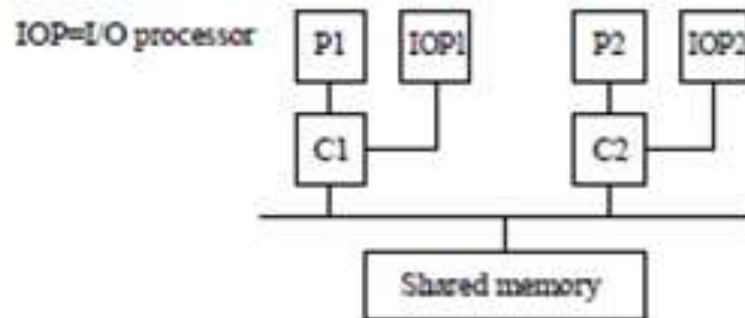 IOP=I/O processor
P1
IOP1
P2
IOP2
C1
C2
Shared memory